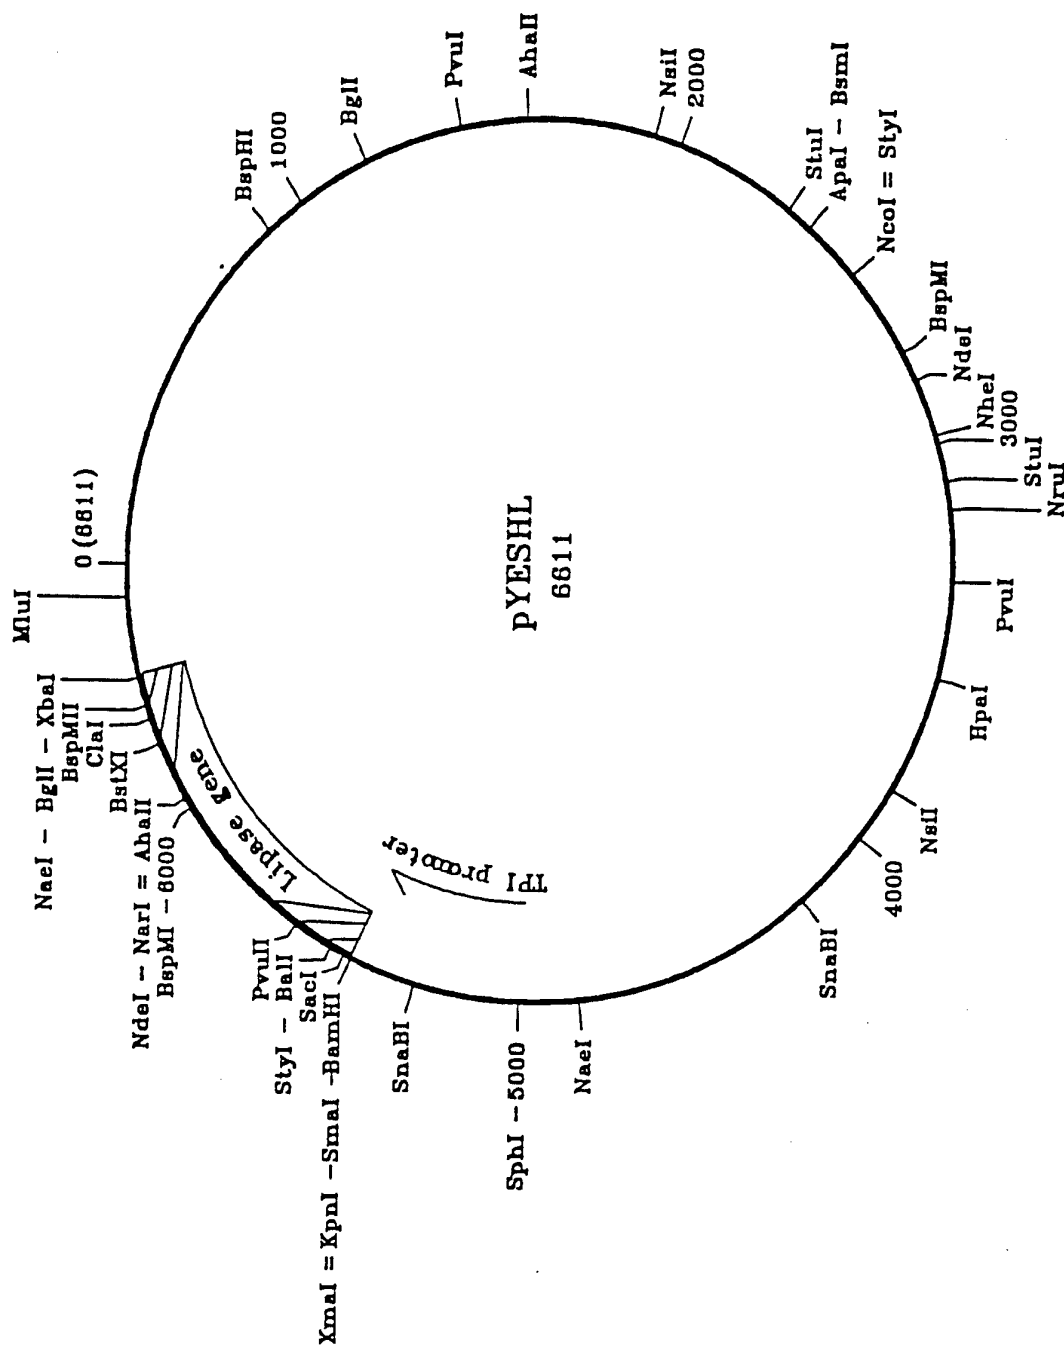 pYESHL
6611
0(6611)
BspHI
1000
BglI
PvuI
AhaII
NsiI
2000
StuI
ApaI – BsmI
NcoI = StyI
BspMI
NdeI
NheI
3000
StuI
NruI
PvuI
HpaI
NsiI
4000
SnaBI
NaeI
SphI – 5000
SnaBI
XmaI = KpnI –SmaI –BamHI
SacI
StyI – BalI
PvuII
BspMI – 6000
NdeI – NarI = AhaII
BstXI
ClaI
BspMII
NaeI – BglI – XbaI
MluI
Lipase gene
TPI promoter